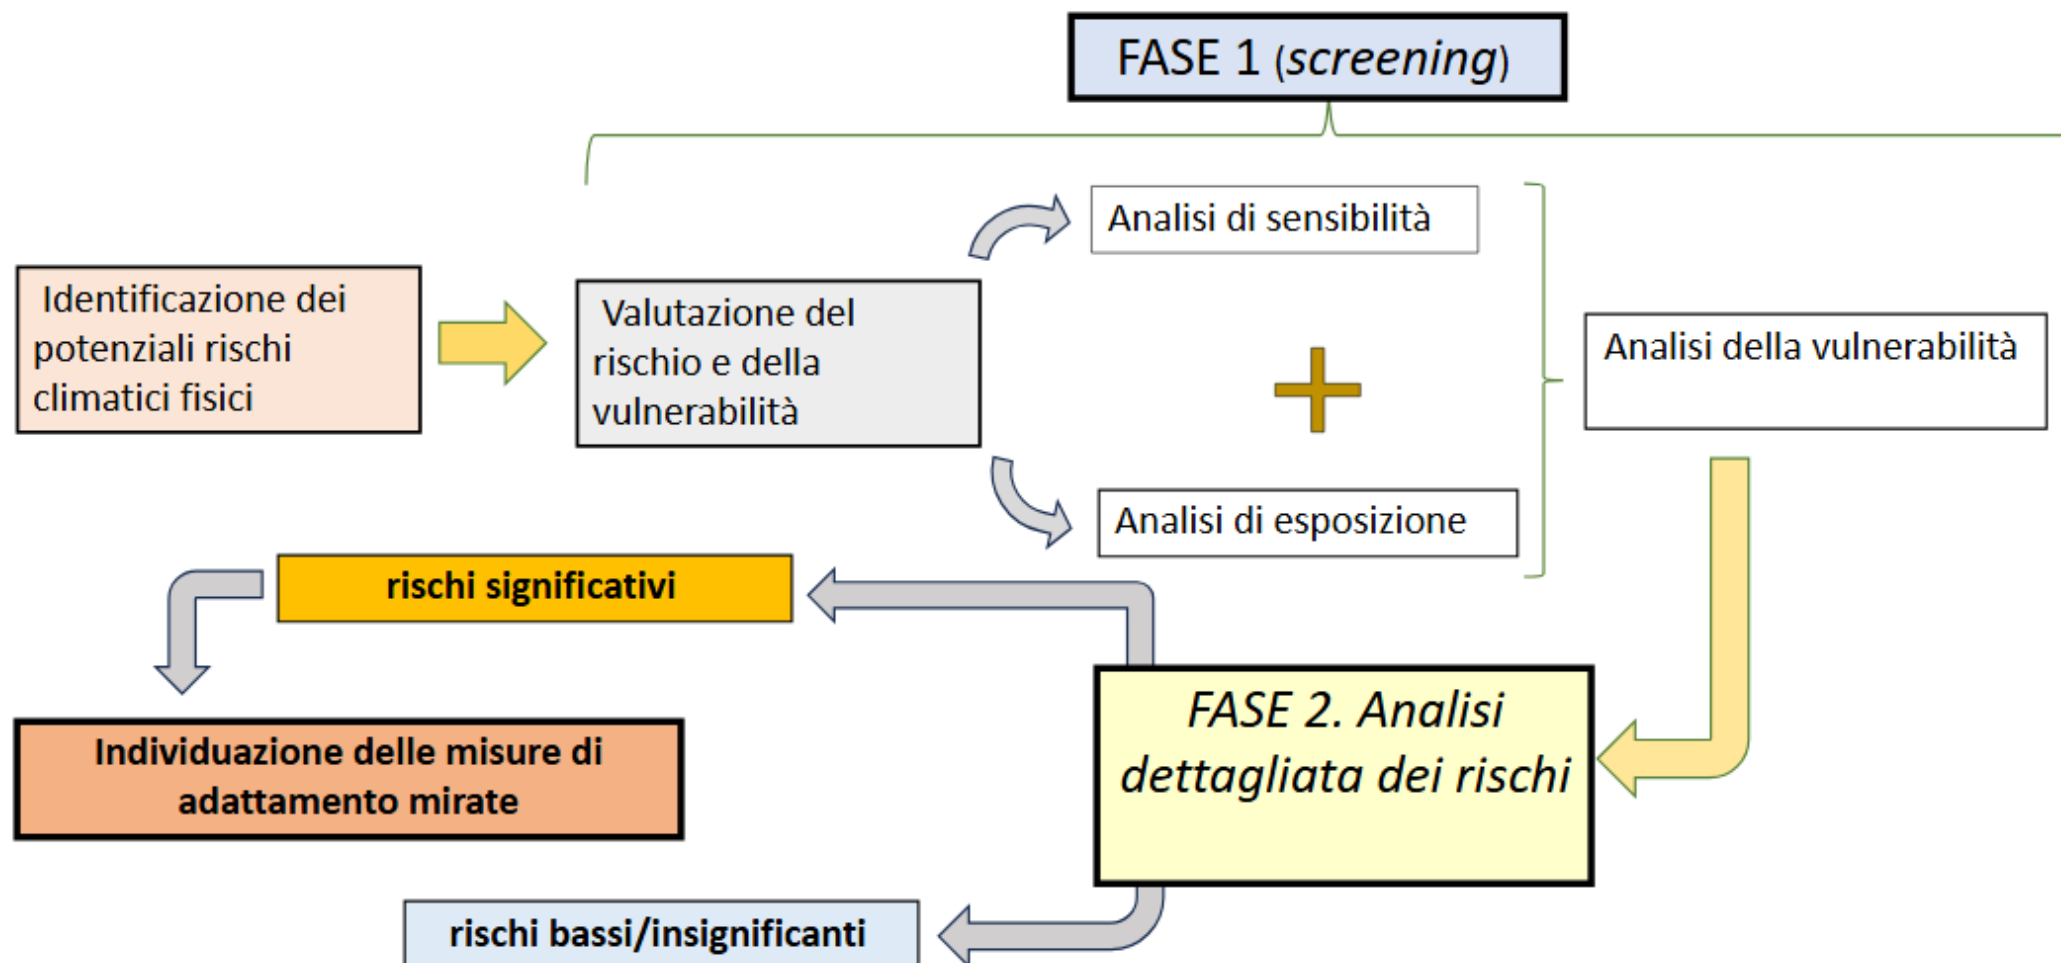 FASE 1 (screening)
Identificazione dei
potenziali rischi
climatici fisici
Valutazione del
rischio e della
vulnerabilità
Analisi di sensibilità
Analisi di esposizione
Analisi della vulnerabilità
FASE 2. Analisi
dettagliata dei rischi
rischi significativi
Individuazione delle misure di
adattamento mirate
rischi bassi/insignificanti